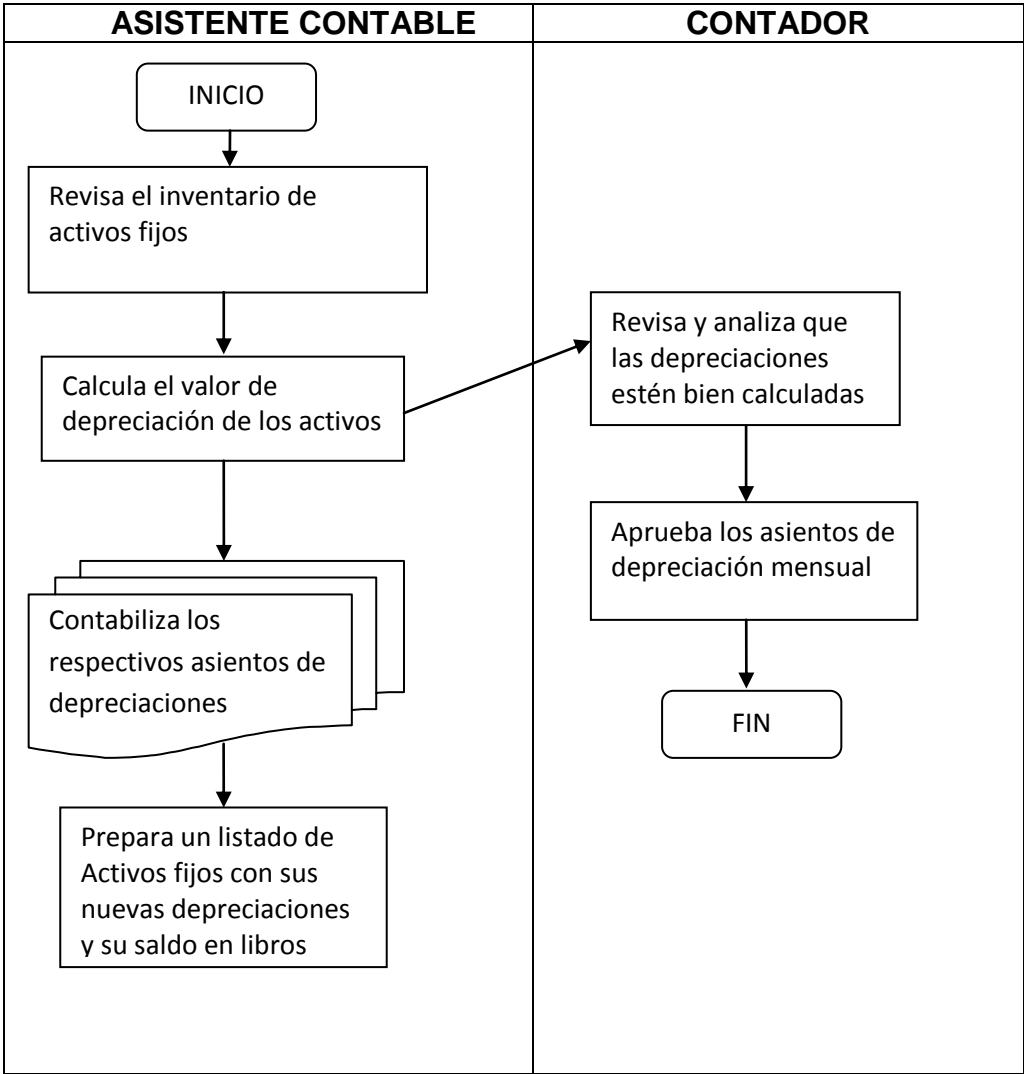 ASISTENTE CONTABLE
CONTADOR
INICIO
Revisa el inventario de
activos fijos
Calcula el valor de
depreciación de los activos
Contabiliza los
respectivos asientos de
depreciaciones
Prepara un listado de
Activos fijos con sus
nuevas depreciaciones
y su saldo en libros
Revisa y analiza que
las depreciaciones
estén bien calculadas
Aprueba los asientos de
depreciación mensual
FIN